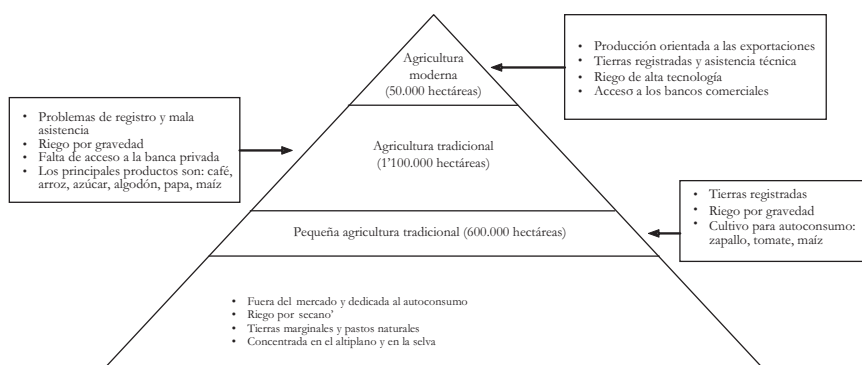 Agricultura
moderna
(50.000 hectáreas)
• Producción orientada a las exportaciones
• Tierras registradas y asistencia técnica
• Riego de alta tecnología
• Acceso a los bancos comerciales
• Problemas de registro y mala
asistencia
• Riego por gravedad
• Falta de acceso a la banca privada
• Los principales productos son: café,
arroz, azúcar, algodón, papa, maíz
Agricultura tradicional
(1'100.000 hectáreas)
• Tierras registradas
• Riego por gravedad
• Cultivo para autoconsumo:
zapallo, tomate, maíz
Pequeña agricultura tradicional (600.000 hectáreas)
• Fuera del mercado y dedicada al autoconsumo
• Riego por secano'
• Tierras marginales y pastos naturales
• Concentrada en el altiplano y en la selva